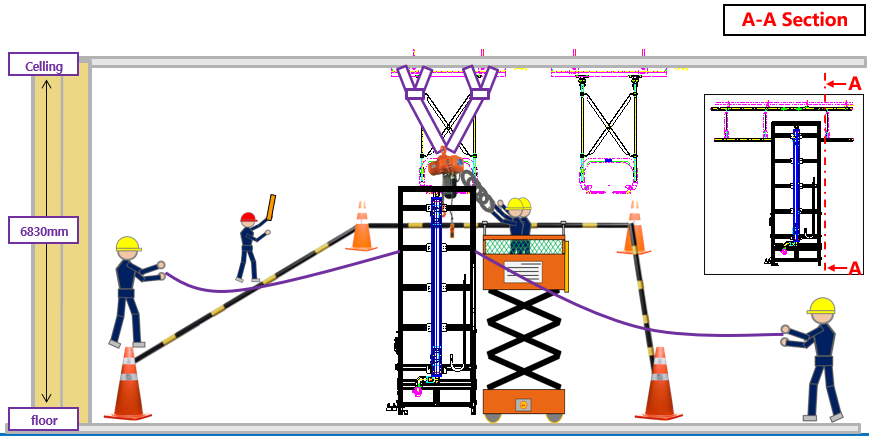 A-A Section
Celling
A
6830mm
A
floor